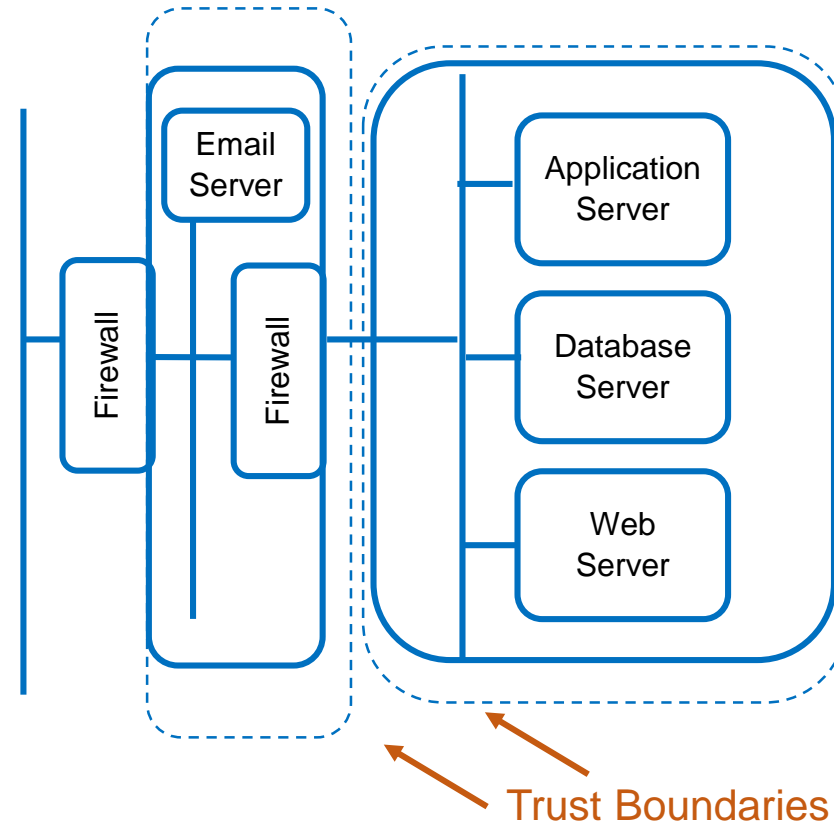 Email
Server
Firewall
Firewall
Application
Server
Database
Server
Web
Server
Trust Boundaries